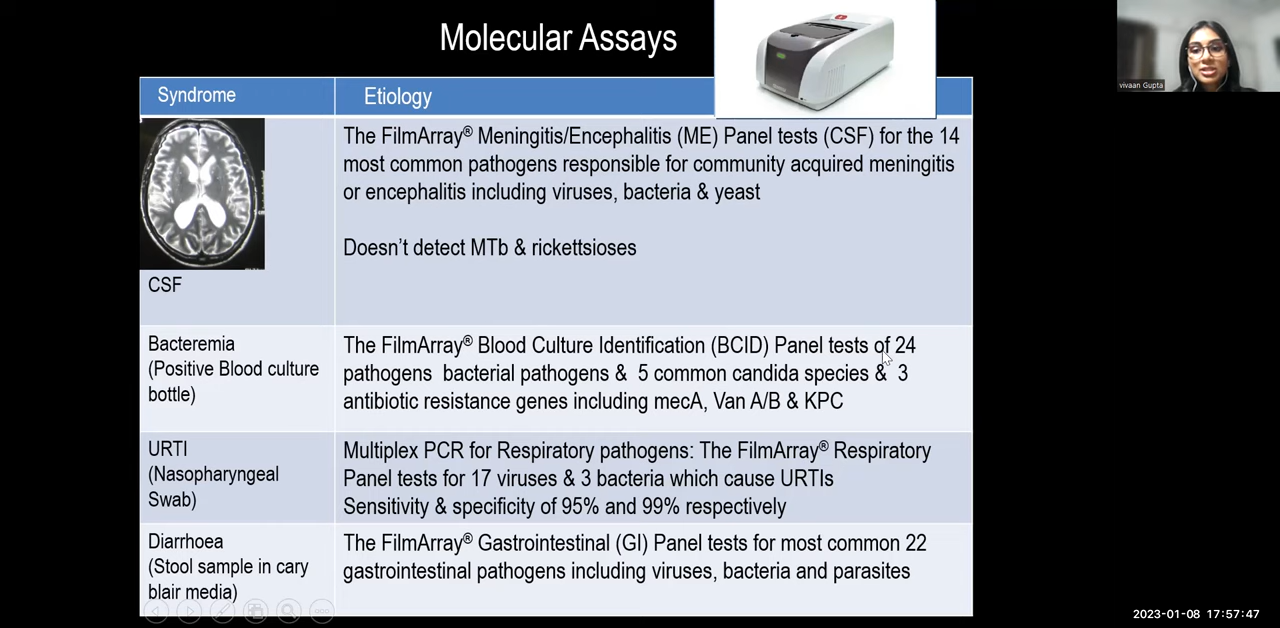 Molecular Assays
vivaan Gupta
Syndrome
Etiology
CSF
The FilmArray® Meningitis/Encephalitis (ME) Panel tests (CSF) for the 14
most common pathogens responsible for community acquired meningitis
or encephalitis including viruses, bacteria & yeast
Doesn't detect MTb & rickettsioses
Bacteremia
(Positive Blood culture
bottle)
The FilmArray® Blood Culture Identification (BCID) Panel tests of 24
pathogens bacterial pathogens & 5 common candida species & 3
antibiotic resistance genes including mecA, Van A/B & KPC
URTI
(Nasopharyngeal
Swab)
Multiplex PCR for Respiratory pathogens: The FilmArray® Respiratory
Panel tests for 17 viruses & 3 bacteria which cause URTIs
Sensitivity & specificity of 95% and 99% respectively
Diarrhoea
(Stool sample in cary
blair media)
The FilmArray® Gastrointestinal (GI) Panel tests for most common 22
gastrointestinal pathogens including viruses, bacteria and parasites
2023-01-08 17:57:47